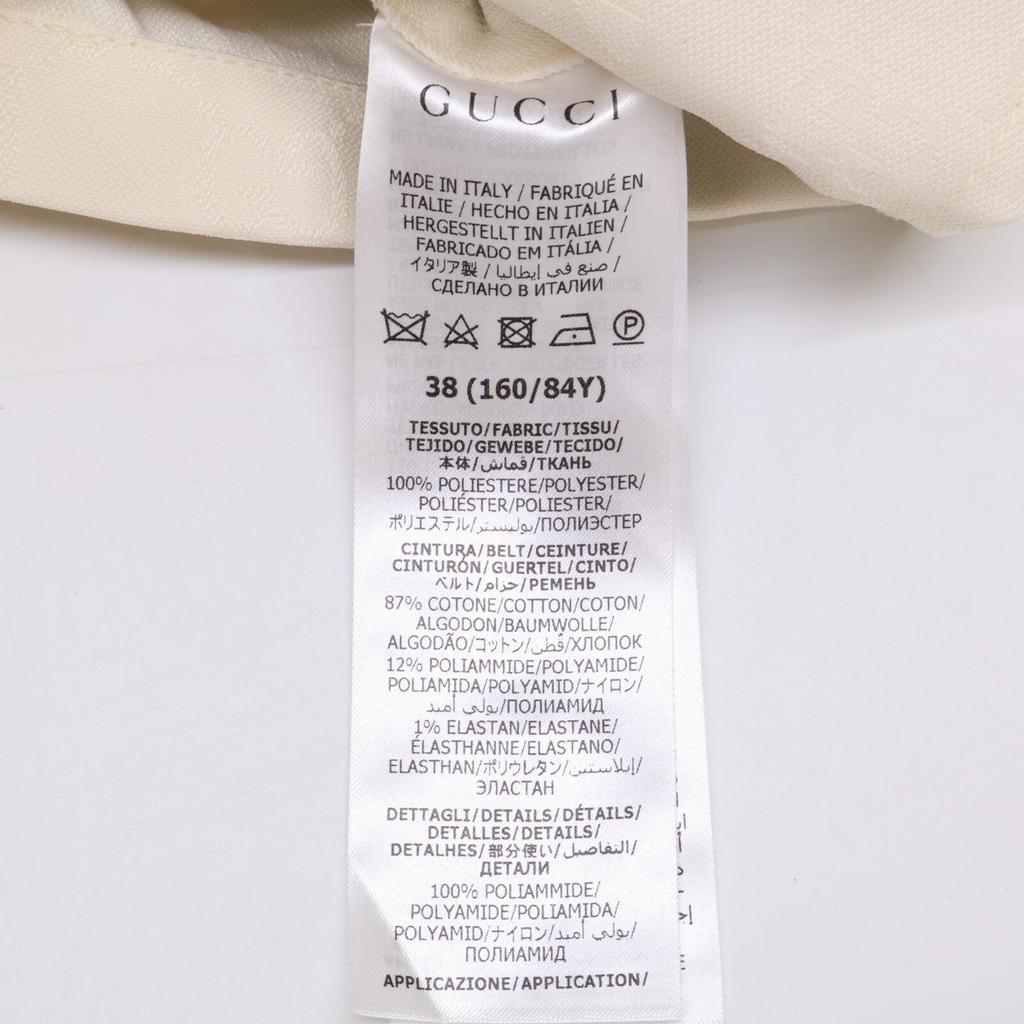 GUCCI
MADE IN ITALY / FABRIQUÉ EN
ITALIE / HECHO EN ITALIA /
HERGESTELLT IN ITALIEN /
FABRICADO EM ITÁLIA /
イタリア製 / صنع في إيطاليا /
СДЕЛАНО В ИТАЛИИ
P
38 (160/84Y)
TESSUTO/FABRIC/TISSU/
TEJIDO/GEWEBE/TECIDO/
本体/قماش/ТКАНЬ
100% POLIESTERE/POLYESTER/
POLIÉSTER/POLIESTER/
ポリエステル/بوليستر/ПОЛИЭСТЕР
CINTURA/BELT/CEINTURE/
CINTURÓN/GUERTEL/CINTO/
ベルト/حزام/РЕМЕНЬ
87% COTONE/COTTON/COTON/
ALGODON/BAUMWOLLE/
ALGODÃO/コットン/قُطن/ХЛОПОК
12% POLIAMMIDE/POLYAMIDE/
POLIAMIDA/POLYAMID/ナイロン/
بولي أميد/ПОЛИАМИД
1% ELASTAN/ELASTANE/
ÉLASTHANNE/ELASTANO/
ELASTHAN/ポリウレタン/إيلاستين/
ЭЛАСТАН
DETTAGLI/DETAILS/DÉTAILS/
DETALLES/DETAILS/
DETALHES/部分使い/التفاصيل/
ДЕТАЛИ
100% POLIAMMIDE/
POLYAMIDE/POLIAMIDA/
POLYAMID/ナイロン/بولي أميد/
ПОЛИАМИД
APPLICAZIONE/APPLICATION/